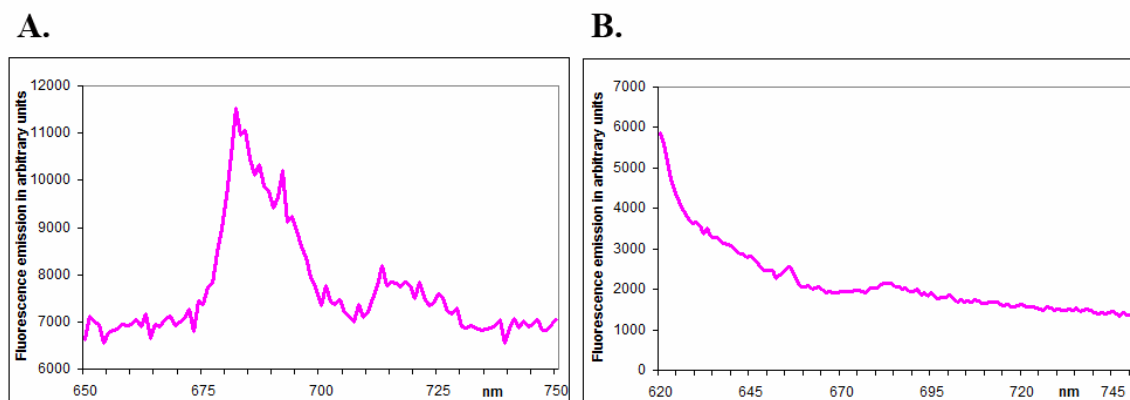 A.
Fluorescence emission in arbitrary units
12000
11000
10000
9000
8000
7000
6000
650 675 700 725 nm 750
B.
Fluorescence emission in arbitrary units
7000
6000
5000
4000
3000
2000
1000
0
620 645 670 695 720 nm 745